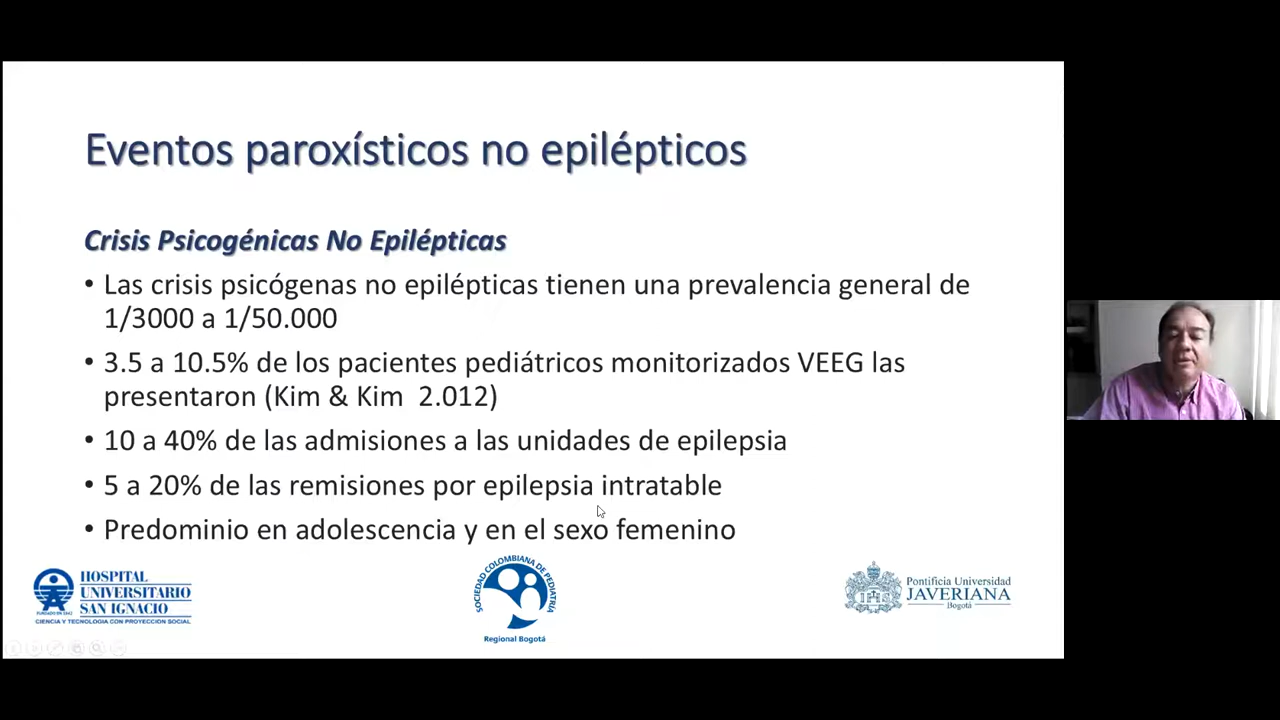 Eventos paroxísticos no epilépticos
Crisis Psicogénicas No Epilépticas
• Las crisis psicógenas no epilépticas tienen una prevalencia general de
1/3000 a 1/50.000
• 3.5 a 10.5% de los pacientes pediátricos monitorizados VEEG las
presentaron (Kim & Kim 2.012)
• 10 a 40% de las admisiones a las unidades de epilepsia
• 5 a 20% de las remisiones por epilepsia intratable
• Predominio en adolescencia y en el sexo femenino
HOSPITAL
UNIVERSITARIO
SAN IGNACIO
FUNDADO EN 1942
CIENCIA Y TECNOLOGIA CON PROYECCION SOCIAL
SOCIEDAD COLOMBIANA DE PEDIATRÍA
Regional Bogotá
Pontificia Universidad
JAVERIANA
Bogotá